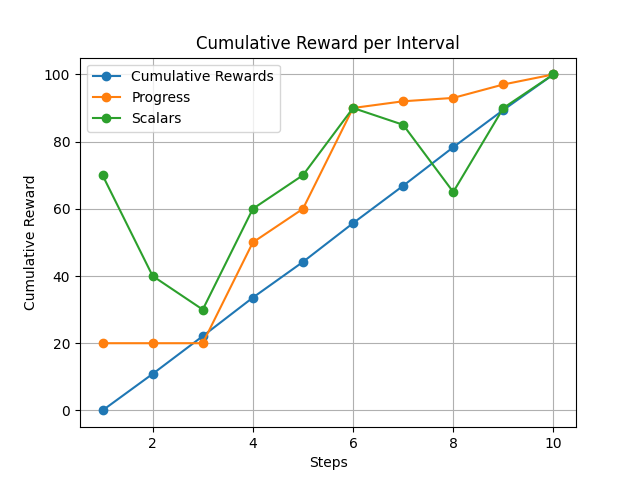 Cumulative Reward per Interval
Cumulative Rewards
Progress
Scalars
Cumulative Reward
100
80
60
40
20
0
2 4 6 8 10
Steps